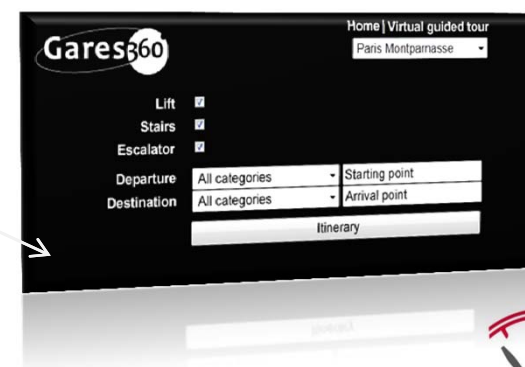 Home | Virtual guided tour
Gares360
Paris Montparnasse
Lift
Stairs
Escalator
Departure All categories Starting point
Destination All categories Arrival point
Itinerary